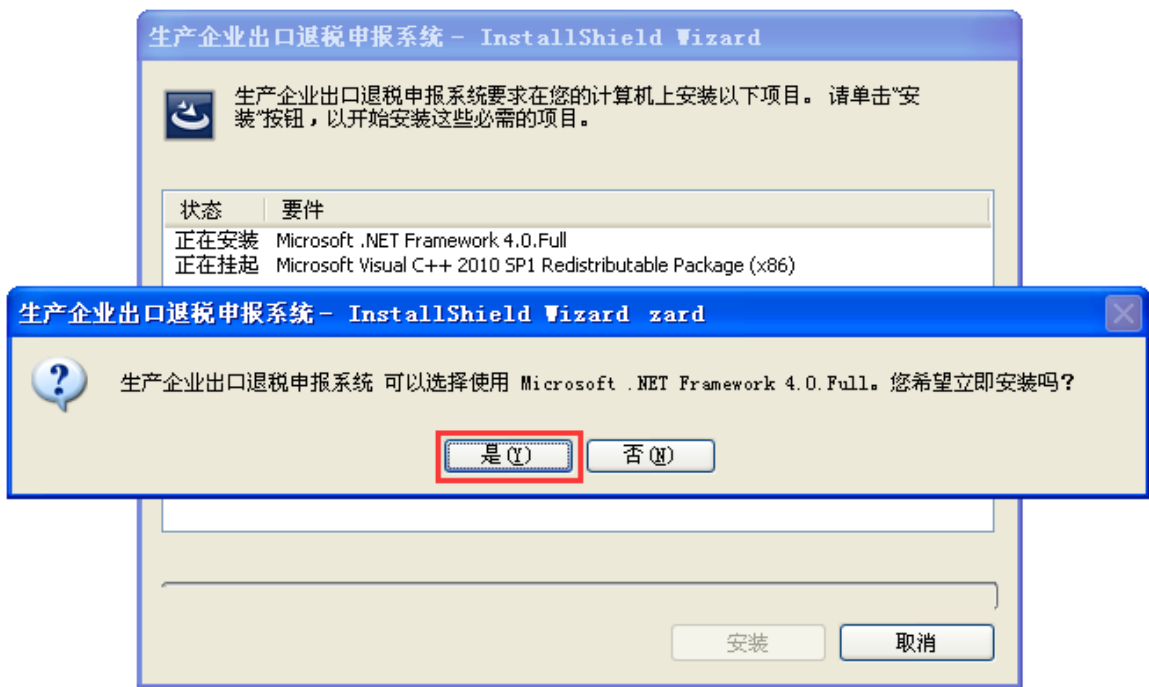 生产企业出口退税申报系统 - InstallShield Wizard
生产企业出口退税申报系统要求在您的计算机上安装以下项目。 请单击“安
装”按钮，以开始安装这些必需的项目。
状态 要件
正在安装 Microsoft .NET Framework 4.0.Full
正在挂起 Microsoft Visual C++ 2010 SP1 Redistributable Package (x86)
生产企业出口退税申报系统 - InstallShield Wizard zard
生产企业出口退税申报系统 可以选择使用 Microsoft .NET Framework 4.0.Full。您希望立即安装吗?
是(Y) 否(N)
安装 取消